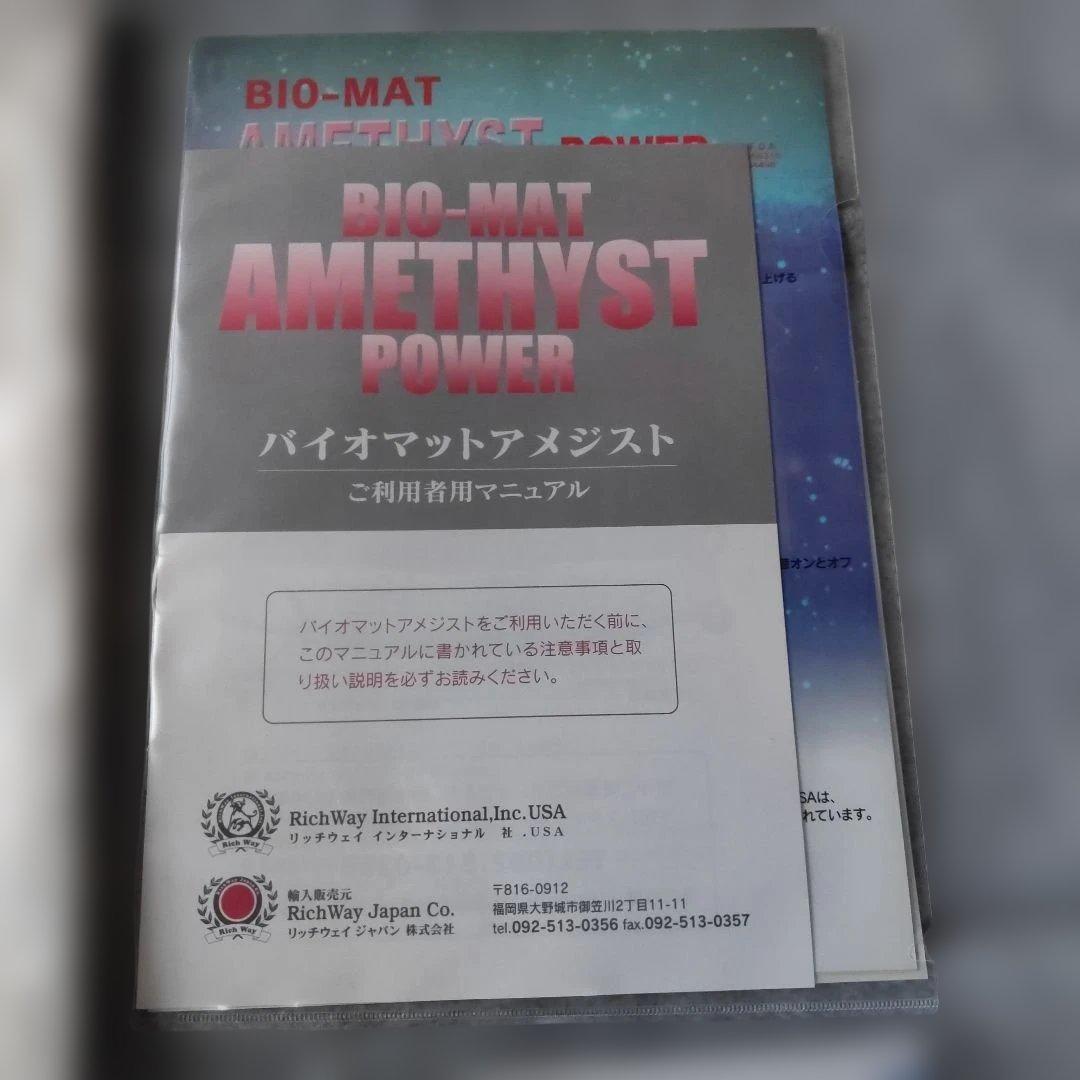 BIO-MAT
AMETHYST POWER
BIO-MAT
AMETHYST
POWER
バイオマットアメジスト
ご利用者用マニュアル
上げる
オンとオフ
バイオマットアメジストをご利用いただく前に、
このマニュアルに書かれている注意事項と取
り扱い説明を必ずお読みください。
SAは、
れています。
Rich Way
RichWay International,Inc.USA
リッチウェイ インターナショナル 社 .USA
Rich Way
輸入販売元
RichWay Japan Co.
リッチウェイ ジャパン 株式会社
〒816-0912
福岡県大野城市御笠川2丁目11-11
tel.092-513-0356 fax.092-513-0357